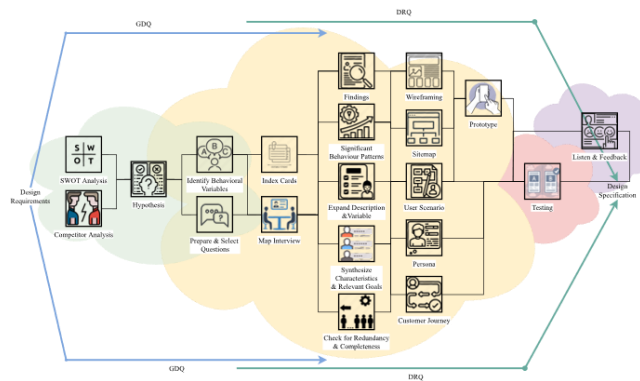 GDQ
DRQ
Findings
Wireframing
Prototype
S W
O T
A B C
SWOT Analysis
Hypothesis
Identify Behavioral
Variables
Index Cards
Significant
Behaviour Patterns
Sitemap
Listen & Feedback
Design
Requirements
Competitor Analysis
Prepare & Select
Questions
Map Interview
Expand Description
&Variable
User Scenario
A B
Testing
Design
Specification
Synthesize
Characteristics
& Relevant Goals
Persona
Check for Redundancy
& Completeness
Customer Journey
GDQ
DRQ